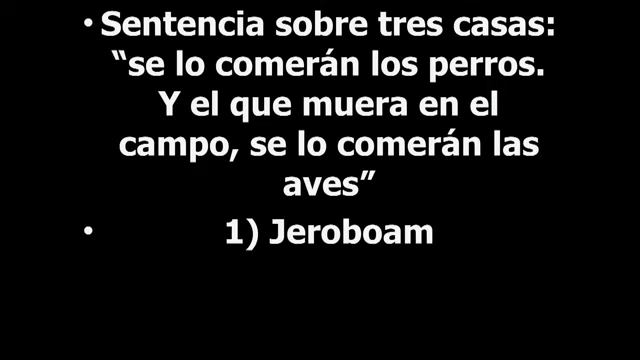 • Sentencia sobre tres casas:
“se lo comerán los perros.
Y el que muera en el
campo, se lo comerán las
aves”
• 1) Jeroboam